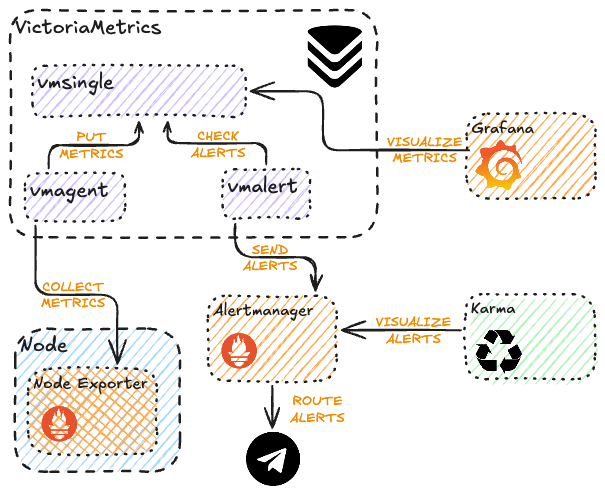 VictoriaMetrics
vmsingle
PUT
METRICS
CHECK
ALERTS
vmagent
vmalert
VISUALIZE
METRICS
Grafana
SEND
ALERTS
COLLECT
METRICS
Alertmanager
VISUALIZE
ALERTS
Karma
Node
Node Exporter
ROUTE
ALERTS